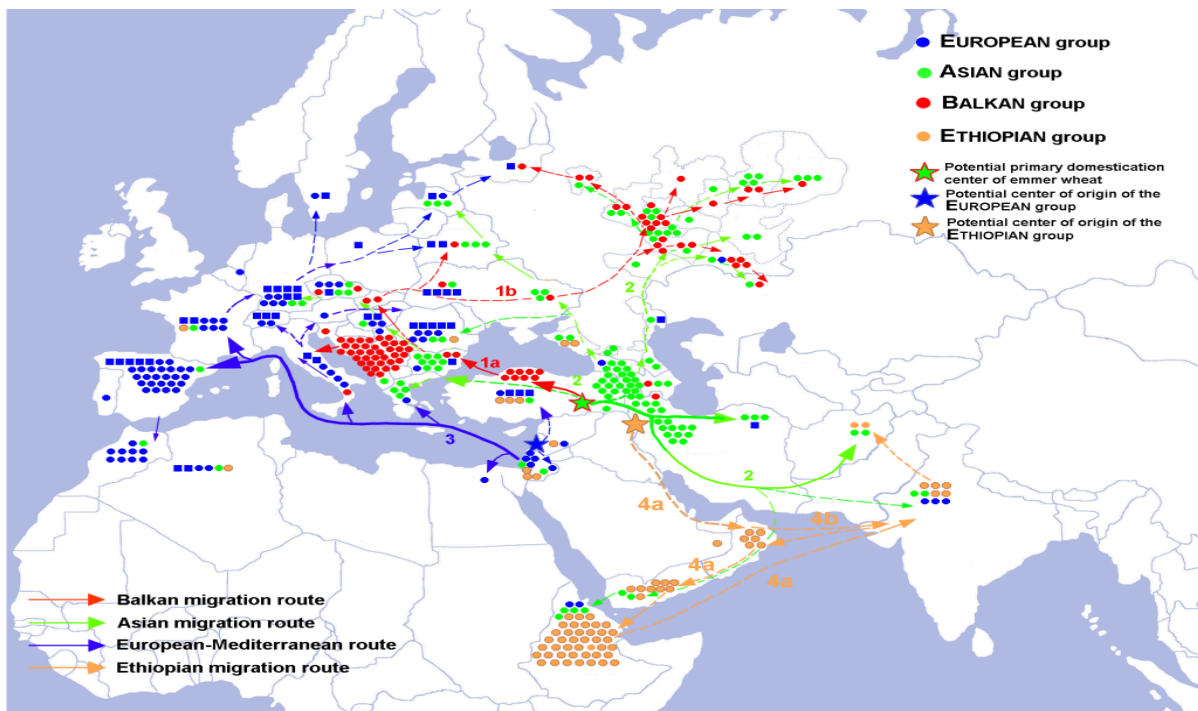 EUROPEAN group
ASIAN group
BALKAN group
ETHIOPIAN group
Potential primary domestication
center of emmer wheat
Potential center of origin of the
EUROPEAN group
Potential center of origin of the
ETHIOPIAN group
1b
2
1a
2
3
2
4a
4b
4a
4a
Balkan migration route
Asian migration route
European-Mediterranean route
Ethiopian migration route